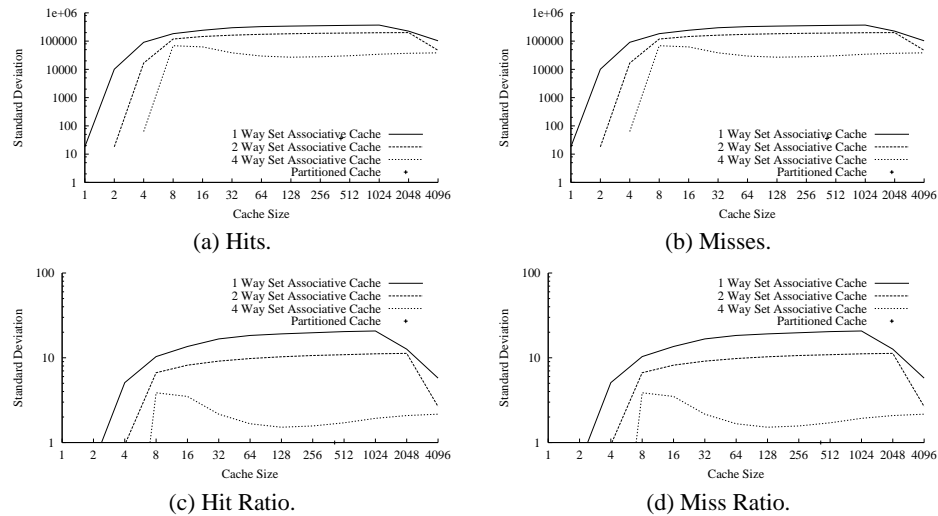 1e+06
100000
10000
1000
100
10
1
Standard Deviation
1 Way Set Associative Cache
2 Way Set Associative Cache
4 Way Set Associative Cache
Partitioned Cache
1 2 4 8 16 32 64 128 256 512 1024 2048 4096
Cache Size
(a) Hits.
1e+06
100000
10000
1000
100
10
1
Standard Deviation
1 Way Set Associative Cache
2 Way Set Associative Cache
4 Way Set Associative Cache
Partitioned Cache
1 2 4 8 16 32 64 128 256 512 1024 2048 4096
Cache Size
(b) Misses.
100
10
1
Standard Deviation
1 Way Set Associative Cache
2 Way Set Associative Cache
4 Way Set Associative Cache
Partitioned Cache
1 2 4 8 16 32 64 128 256 512 1024 2048 4096
Cache Size
(c) Hit Ratio.
100
10
1
Standard Deviation
1 Way Set Associative Cache
2 Way Set Associative Cache
4 Way Set Associative Cache
Partitioned Cache
1 2 4 8 16 32 64 128 256 512 1024 2048 4096
Cache Size
(d) Miss Ratio.